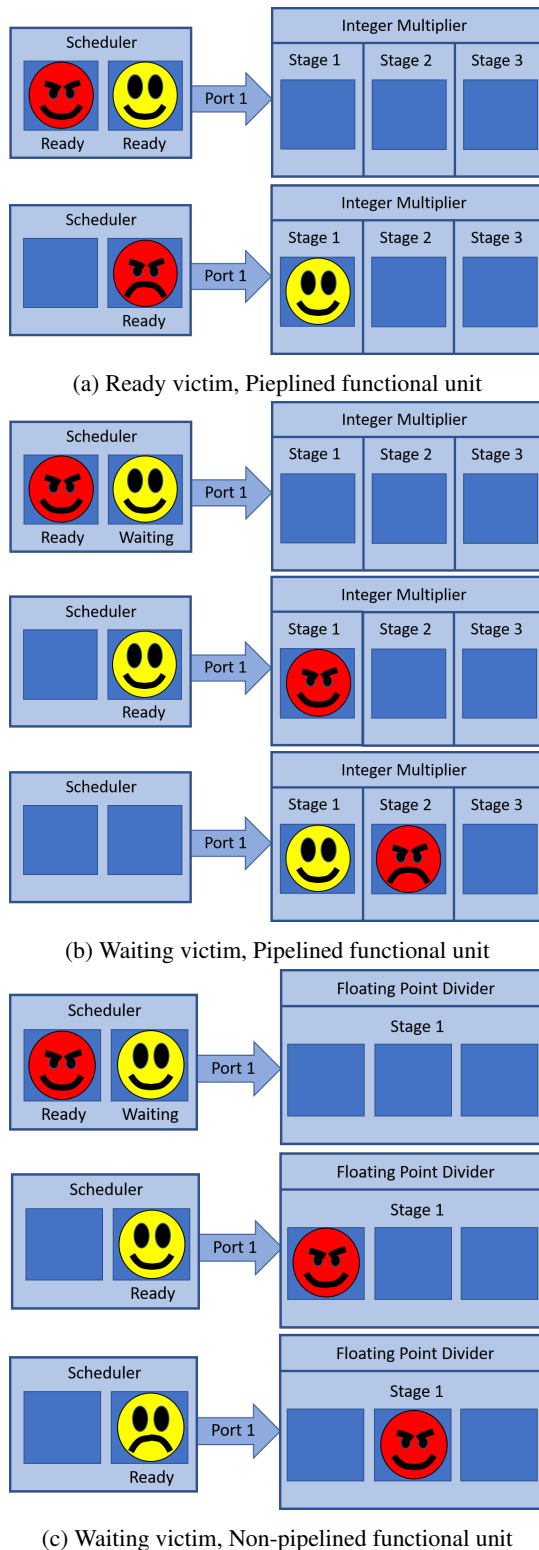 Scheduler Integer Multiplier
Stage 1 Stage 2 Stage 3
Port 1
Ready Ready
Scheduler Integer Multiplier
Stage 1 Stage 2 Stage 3
Port 1
Ready
(a) Ready victim, Pieplined functional unit
Scheduler Integer Multiplier
Stage 1 Stage 2 Stage 3
Port 1
Ready Waiting
Scheduler Integer Multiplier
Stage 1 Stage 2 Stage 3
Port 1
Ready
Scheduler Integer Multiplier
Stage 1 Stage 2 Stage 3
Port 1
(b) Waiting victim, Pipelined functional unit
Scheduler Floating Point Divider
Stage 1
Port 1
Ready Waiting
Scheduler Floating Point Divider
Stage 1
Port 1
Ready
Scheduler Floating Point Divider
Stage 1
Port 1
Ready
(c) Waiting victim, Non-pipelined functional unit